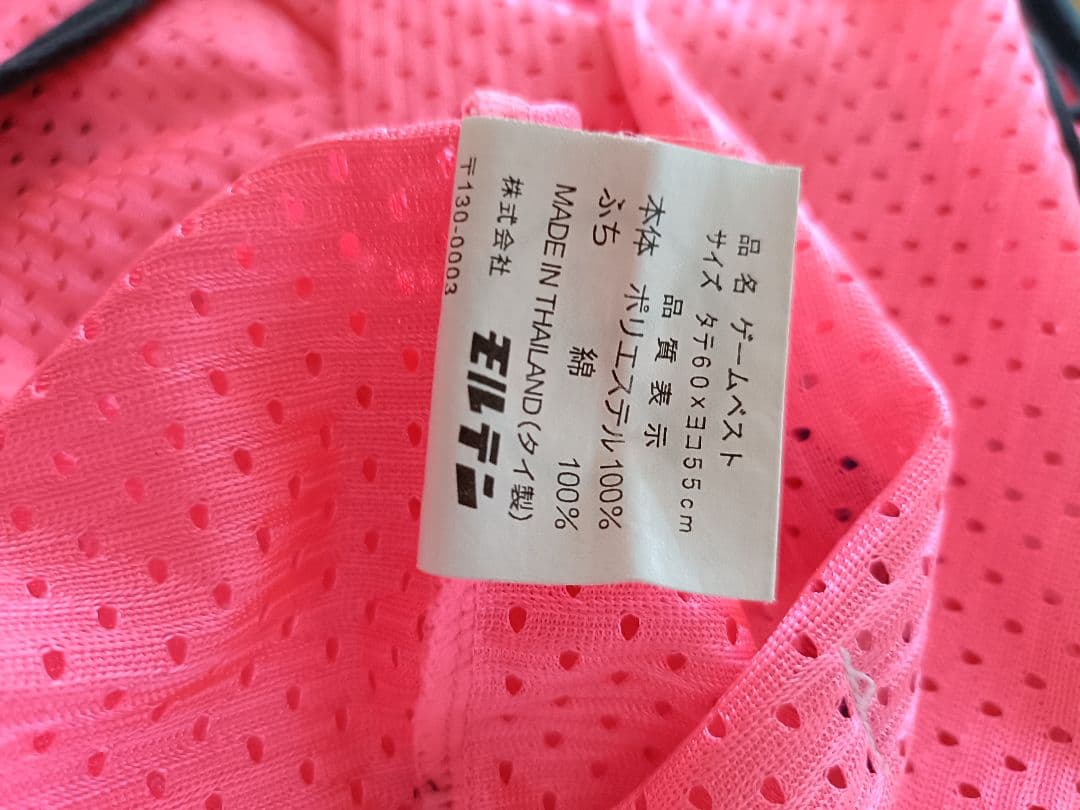 品名 ゲームベスト
サイズ タテ60×ヨコ55cm
品質表示
本体 ポリエステル100%
ふち 綿 100%
MADE IN THAILAND(タイ製)
株式会社 モルテン
〒130-0003